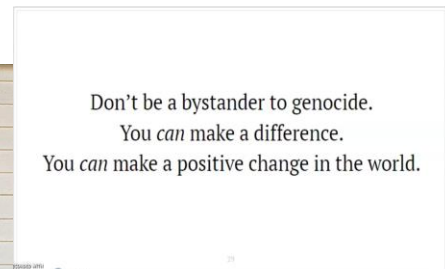 Don’t be a bystander to genocide.
You can make a difference.
You can make a positive change in the world.